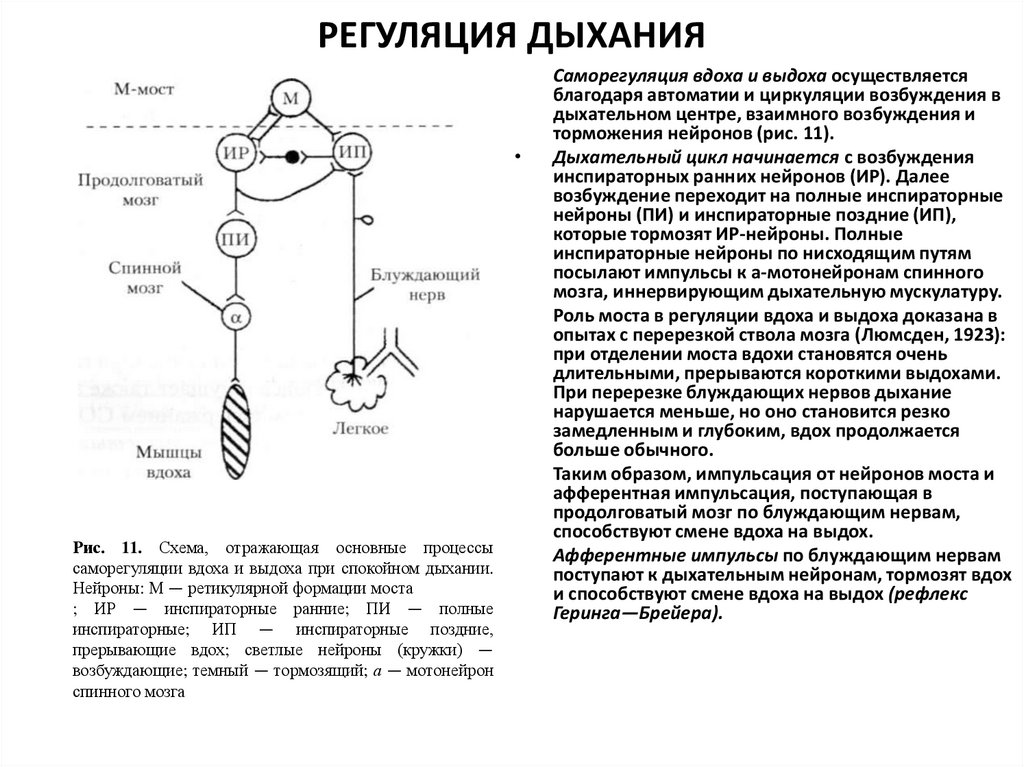 РЕГУЛЯЦИЯ ДЫХАНИЯ
М-мост
М
ИР
ИП
Продолговатый
мозг
ПИ
Спинной
мозг
α
Блуждающий
нерв
Легкое
Мышцы
вдоха
Рис. 11. Схема, отражающая основные процессы
саморегуляции вдоха и выдоха при спокойном дыхании.
Нейроны: М — ретикулярной формации моста
; ИР — инспираторные ранние; ПИ — полные
инспираторные; ИП — инспираторные поздние,
прерывающие вдох; светлые нейроны (кружки) —
возбуждающие; темный — тормозящий; а — мотонейрон
спинного мозга
Саморегуляция вдоха и выдоха осуществляется
благодаря автоматии и циркуляции возбуждения в
дыхательном центре, взаимного возбуждения и
торможения нейронов (рис. 11).
• Дыхательный цикл начинается с возбуждения
инспираторных ранних нейронов (ИР). Далее
возбуждение переходит на полные инспираторные
нейроны (ПИ) и инспираторные поздние (ИП),
которые тормозят ИР-нейроны. Полные
инспираторные нейроны по нисходящим путям
посылают импульсы к а-мотонейронам спинного
мозга, иннервирующим дыхательную мускулатуру.
Роль моста в регуляции вдоха и выдоха доказана в
опытах с перерезкой ствола мозга (Люмсден, 1923):
при отделении моста вдохи становятся очень
длительными, прерываются короткими выдохами.
При перерезке блуждающих нервов дыхание
нарушается меньше, но оно становится резко
замедленным и глубоким, вдох продолжается
больше обычного.
Таким образом, импульсация от нейронов моста и
афферентная импульсация, поступающая в
продолговатый мозг по блуждающим нервам,
способствуют смене вдоха на выдох.
Афферентные импульсы по блуждающим нервам
поступают к дыхательным нейронам, тормозят вдох
и способствуют смене вдоха на выдох (рефлекс
Геринга—Брейера).